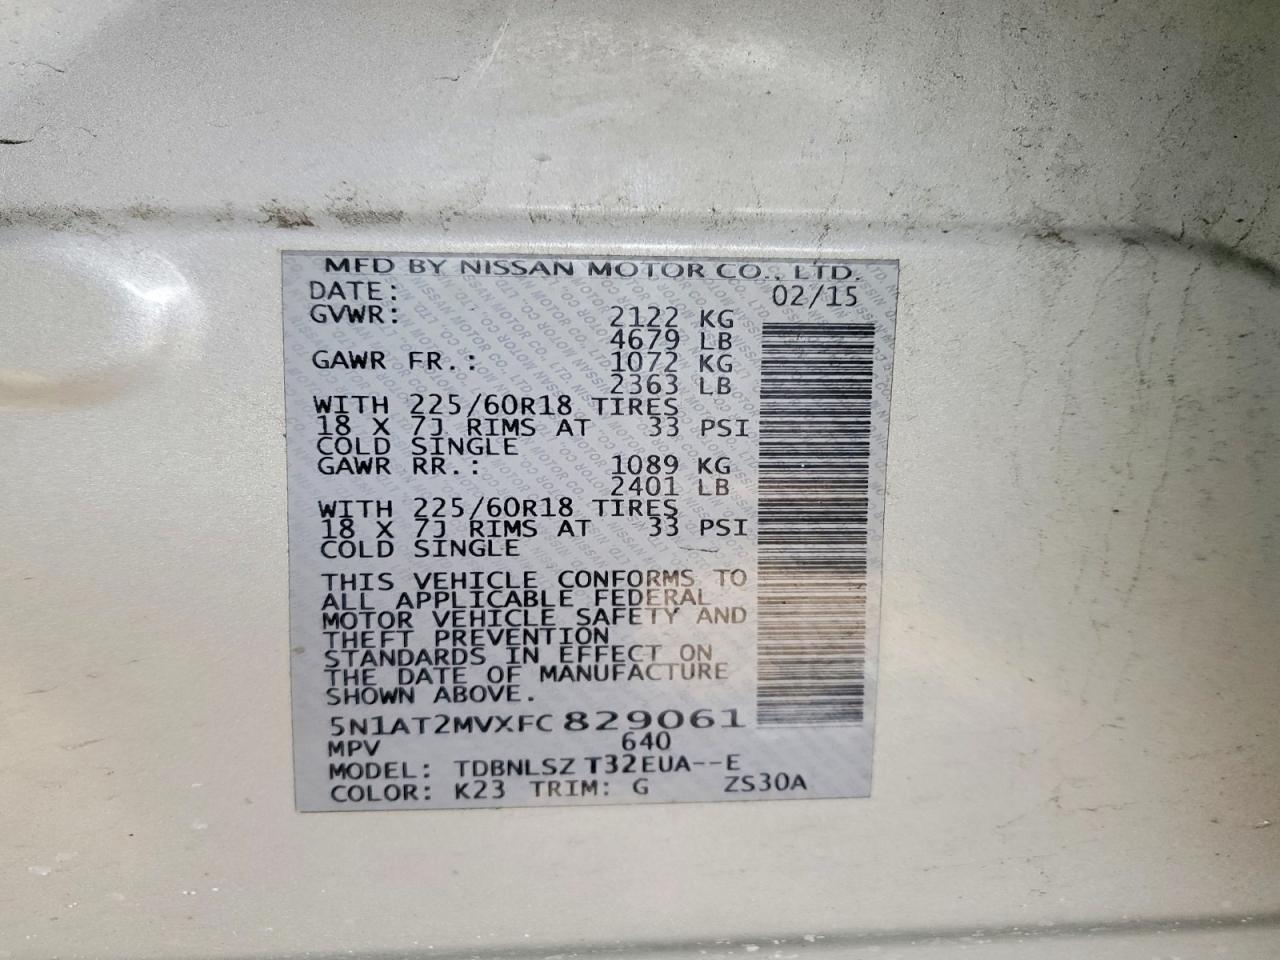 MFD BY NISSAN MOTOR CO., LTD.
DATE: 02/15
GVWR: 2122 KG
4679 LB
GAWR FR.: 1072 KG
2363 LB
WITH 225/60R18 TIRES
18 X 7J RIMS AT 33 PSI
COLD SINGLE
GAWR RR.: 1089 KG
2401 LB
WITH 225/60R18 TIRES
18 X 7J RIMS AT 33 PSI
COLD SINGLE
THIS VEHICLE CONFORMS TO
ALL APPLICABLE FEDERAL
MOTOR VEHICLE SAFETY AND
THEFT PREVENTION
STANDARDS IN EFFECT ON
THE DATE OF MANUFACTURE
SHOWN ABOVE.
5N1AT2MVXFC829061
MPV 640
MODEL: TDBNLSZ T32EUA--E
COLOR: K23 TRIM: G ZS30A